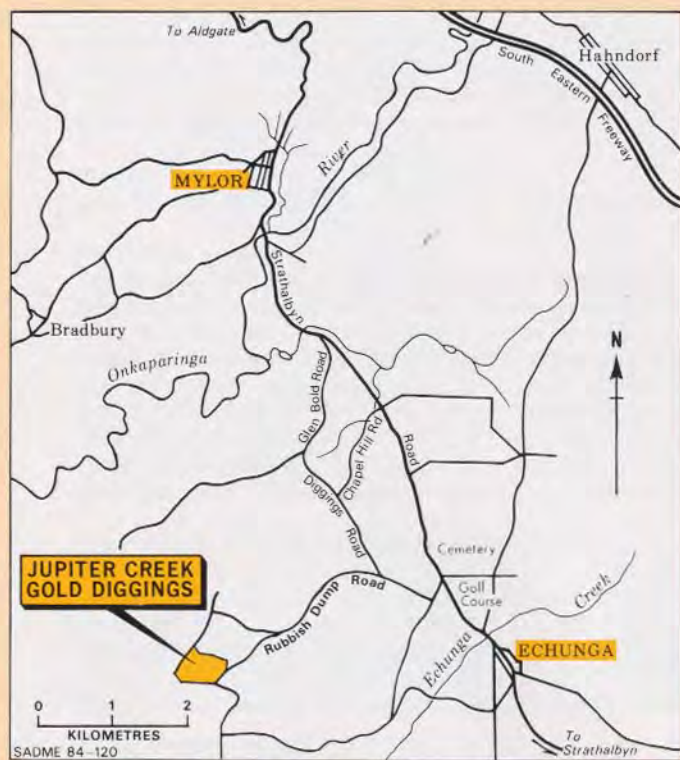 To Aldgate
Hahndorf
South Eastern Freeway
River
MYLOR
Strathalbyn
Bradbury
Onkaparinga
N
Glen Bold Road
Chapel Hill Rd
Road
Diggings Road
Cemetery
JUPITER CREEK
GOLD DIGGINGS
Golf
Course
Rubbish Dump Road
Echunga Creek
ECHUNGA
0 1 2
KILOMETRES
To
Strathalbyn
SADME 84-120